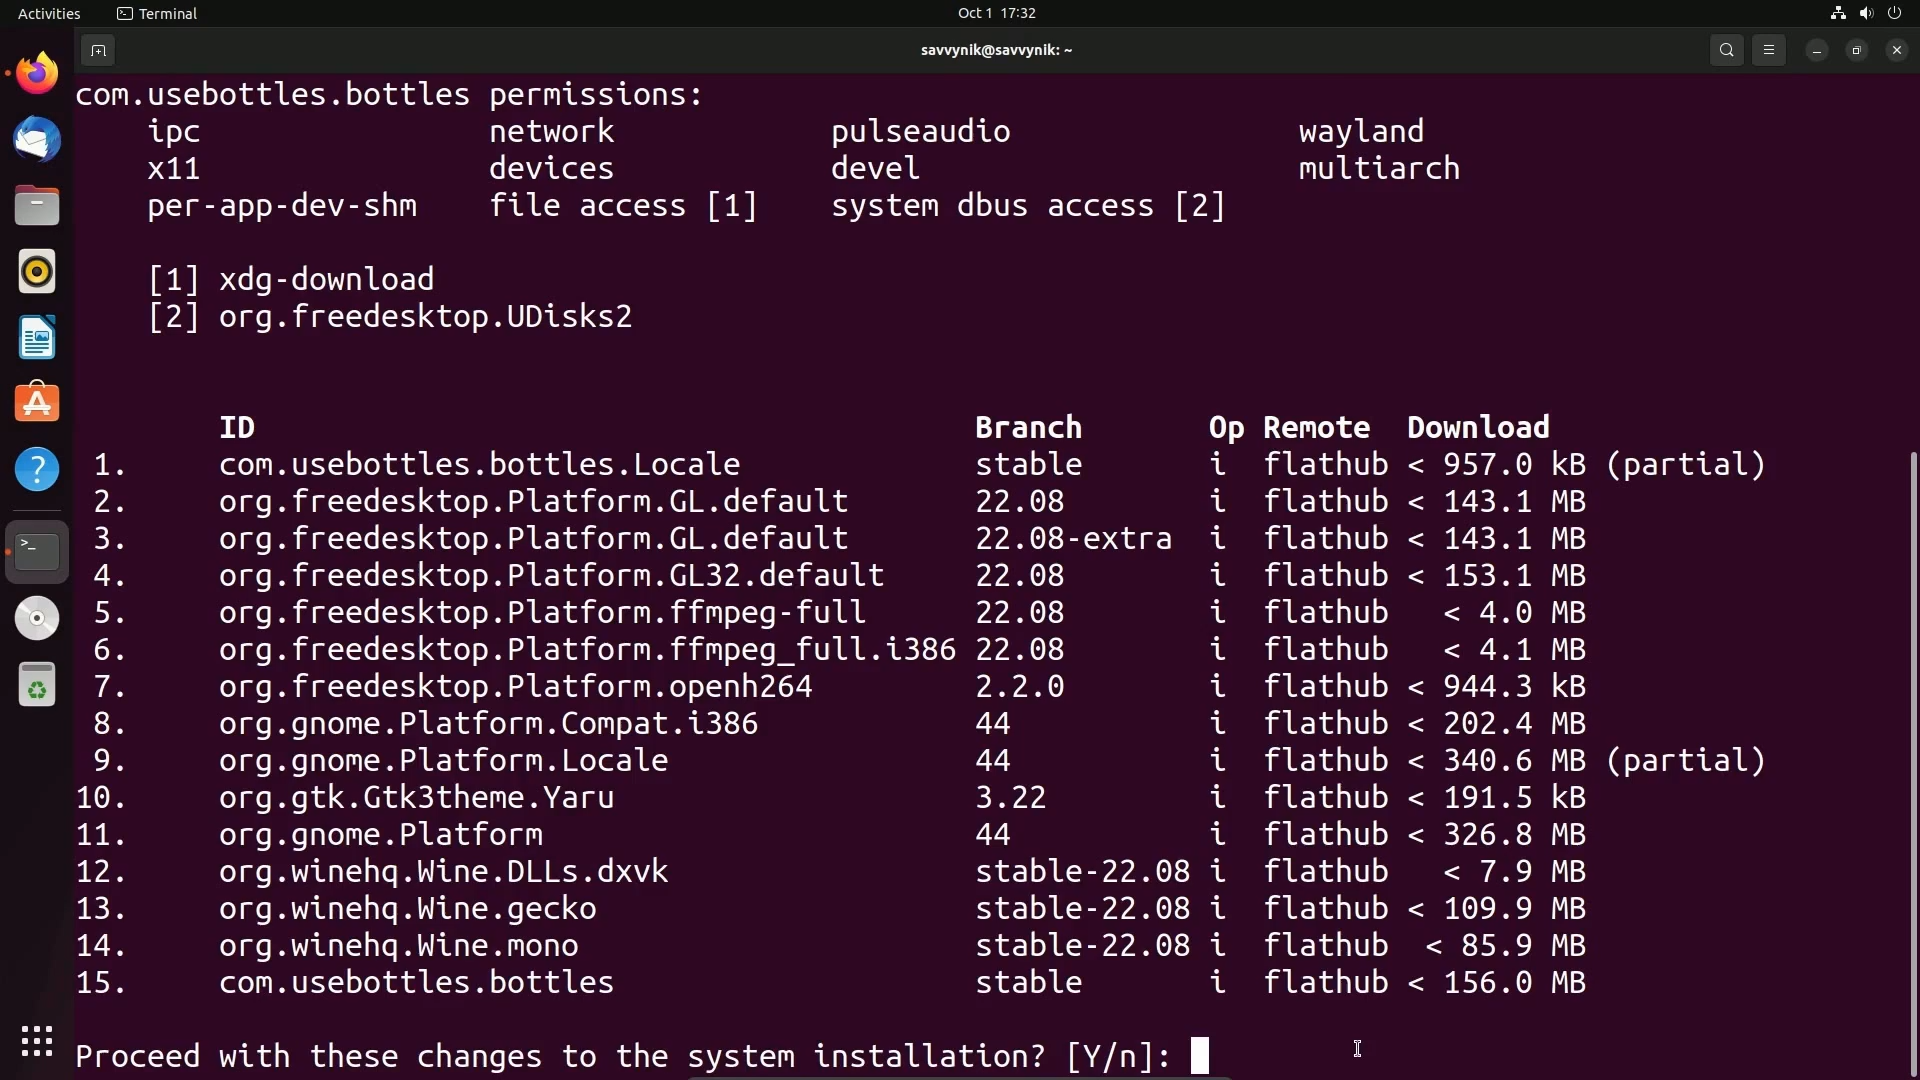 Activities Terminal Oct 1 17:32
savvynik@savvynik: ~
com.usebottles.bottles permissions:
ipc network pulseaudio wayland
x11 devices devel multiarch
per-app-dev-shm file access [1] system dbus access [2]
[1] xdg-download
[2] org.freedesktop.UDisks2
ID Branch Op Remote Download
1. com.usebottles.bottles.Locale stable i flathub < 957.0 kB (partial)
2. org.freedesktop.Platform.GL.default 22.08 i flathub < 143.1 MB
3. org.freedesktop.Platform.GL.default 22.08-extra i flathub < 143.1 MB
4. org.freedesktop.Platform.GL32.default 22.08 i flathub < 153.1 MB
5. org.freedesktop.Platform.ffmpeg-full 22.08 i flathub < 4.0 MB
6. org.freedesktop.Platform.ffmpeg_full.i386 22.08 i flathub < 4.1 MB
7. org.freedesktop.Platform.openh264 2.2.0 i flathub < 944.3 kB
8. org.gnome.Platform.Compat.i386 44 i flathub < 202.4 MB
9. org.gnome.Platform.Locale 44 i flathub < 340.6 MB (partial)
10. org.gtk.Gtk3theme.Yaru 3.22 i flathub < 191.5 kB
11. org.gnome.Platform 44 i flathub < 326.8 MB
12. org.winehq.Wine.DLLs.dxvk stable-22.08 i flathub < 7.9 MB
13. org.winehq.Wine.gecko stable-22.08 i flathub < 109.9 MB
14. org.winehq.Wine.mono stable-22.08 i flathub < 85.9 MB
15. com.usebottles.bottles stable i flathub < 156.0 MB
Proceed with these changes to the system installation? [Y/n]: